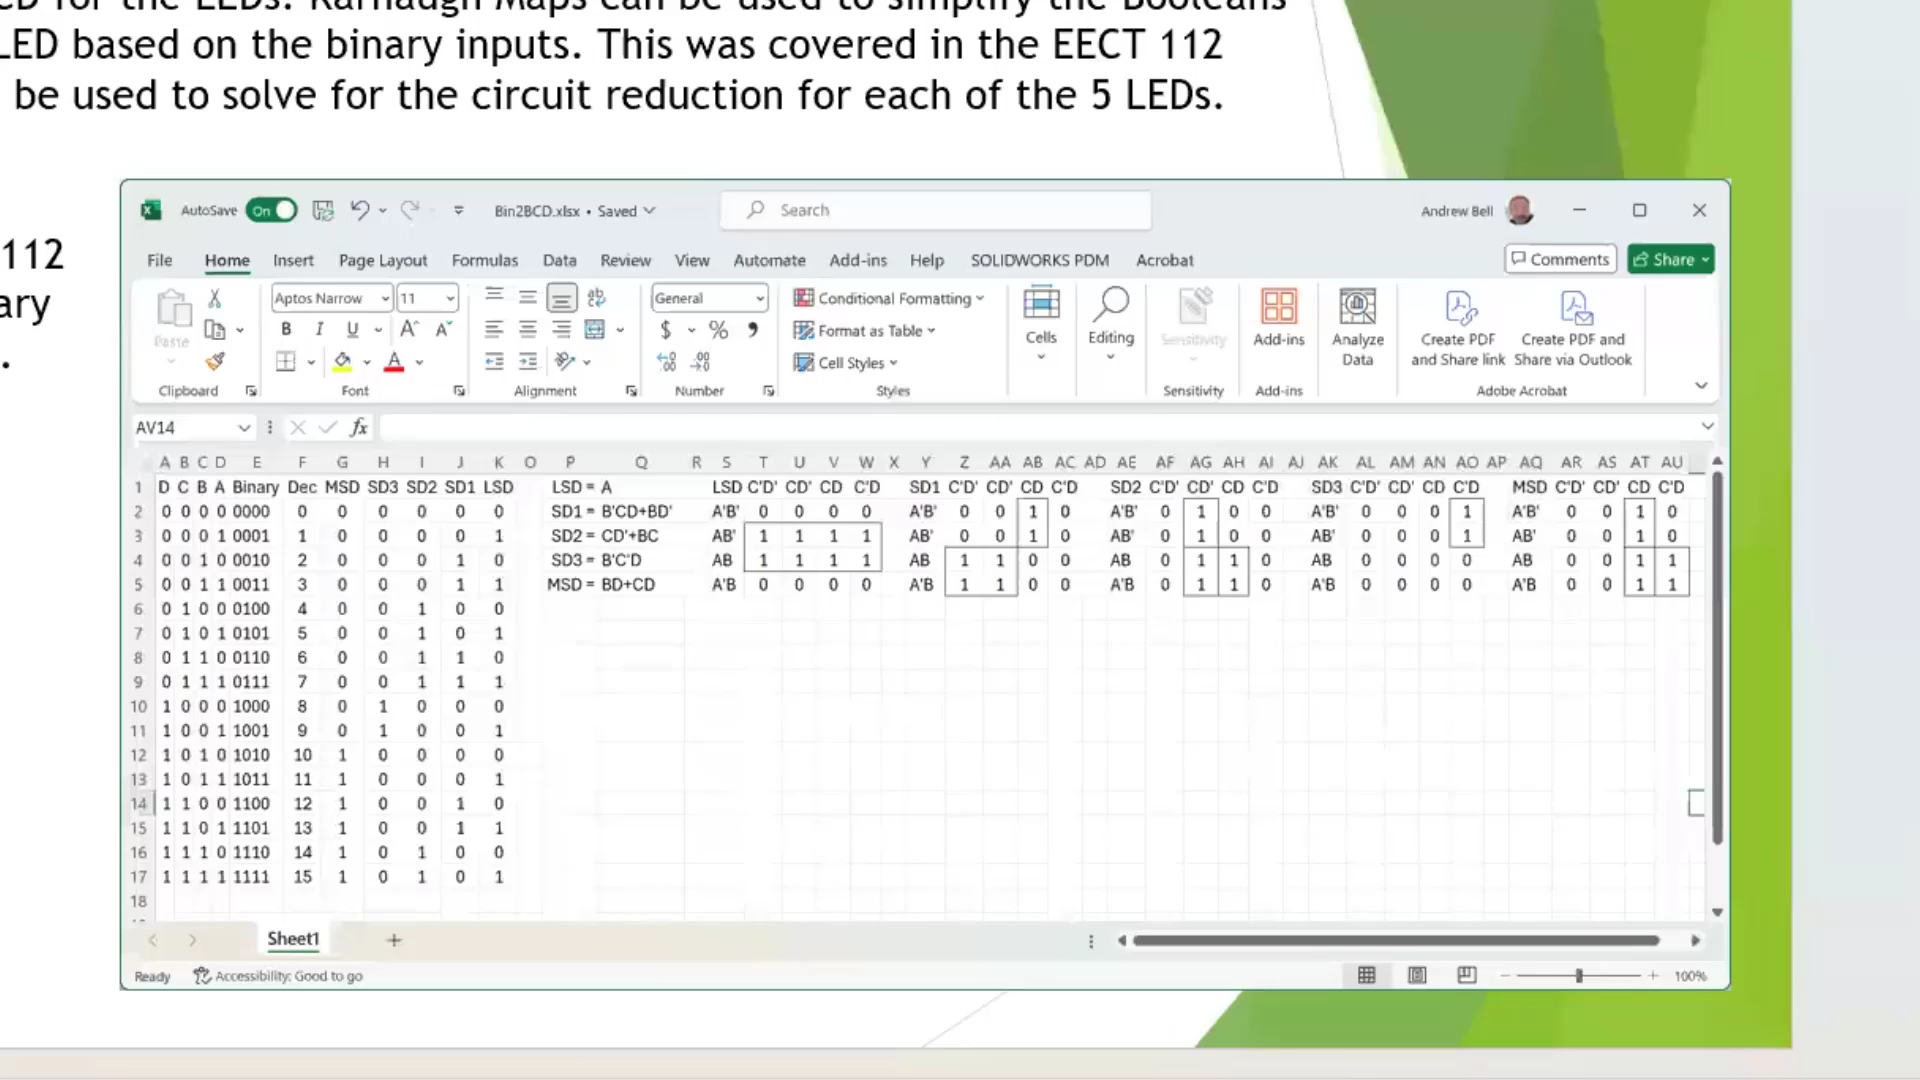 CD for the LEDs. Karnaugh Maps can be used to simplify the Booleans
LED based on the binary inputs. This was covered in the EECT 112
be used to solve for the circuit reduction for each of the 5 LEDs.
112
ary
.
AutoSave On Bin2BCD.xlsx • Saved Search Andrew Bell
File Home Insert Page Layout Formulas Data Review View Automate Add-ins Help SOLIDWORKS PDM Acrobat Comments Share
Paste Aptos Narrow 11 General Conditional Formatting Format as Table Cell Styles Cells Editing Sensitivity Add-ins Analyze Data Create PDF and Share link Create PDF and Share via Outlook
Clipboard Font Alignment Number Styles Sensitivity Add-ins Adobe Acrobat
AV14 fx
A B C D E F G H I J K O P Q R S T U V W X Y Z AA AB AC AD AE AF AG AH AI AJ AK AL AM AN AO AP AQ AR AS AT AU
1 D C B A Binary Dec MSD SD3 SD2 SD1 LSD LSD = A LSD C'D' CD' CD C'D SD1 C'D' CD' CD C'D SD2 C'D' CD' CD C'D SD3 C'D' CD' CD C'D MSD C'D' CD' CD C'D
2 0 0 0 0 0000 0 0 0 0 0 0 SD1 = B'CD+BD' A'B' 0 0 0 0 A'B' 0 0 1 0 A'B' 0 1 0 0 A'B' 0 0 0 1 A'B' 0 0 1 0
3 0 0 0 1 0001 1 0 0 0 0 1 SD2 = CD'+BC AB' 1 1 1 1 AB' 0 0 1 0 AB' 0 1 0 0 AB' 0 0 0 1 AB' 0 0 1 0
4 0 0 1 0 0010 2 0 0 0 1 0 SD3 = B'C'D AB 1 1 1 1 AB 1 1 0 0 AB 0 1 1 0 AB 0 0 0 0 AB 0 0 1 1
5 0 0 1 1 0011 3 0 0 0 1 1 MSD = BD+CD A'B 0 0 0 0 A'B 1 1 0 0 A'B 0 1 1 0 A'B 0 0 0 0 A'B 0 0 1 1
6 0 1 0 0 0100 4 0 0 1 0 0
7 0 1 0 1 0101 5 0 0 1 0 1
8 0 1 1 0 0110 6 0 0 1 1 0
9 0 1 1 1 0111 7 0 0 1 1 1
10 1 0 0 0 1000 8 0 1 0 0 0
11 1 0 0 1 1001 9 0 1 0 0 1
12 1 0 1 0 1010 10 1 0 0 0 0
13 1 0 1 1 1011 11 1 0 0 0 1
14 1 1 0 0 1100 12 1 0 0 1 0
15 1 1 0 1 1101 13 1 0 0 1 1
16 1 1 1 0 1110 14 1 0 1 0 0
17 1 1 1 1 1111 15 1 0 1 0 1
18
Sheet1
Ready Accessibility: Good to go 100%